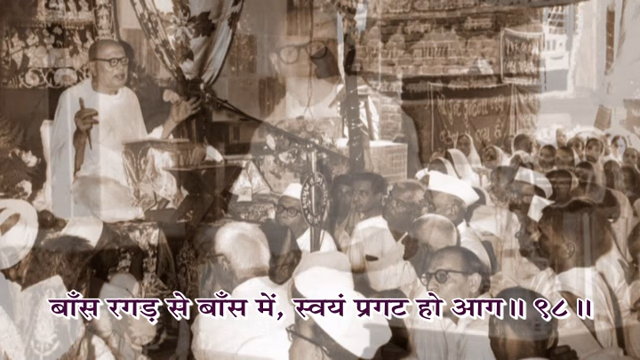 बाँस रगड़ से बाँस में, स्वयं प्रगट हो आग॥ ९८॥